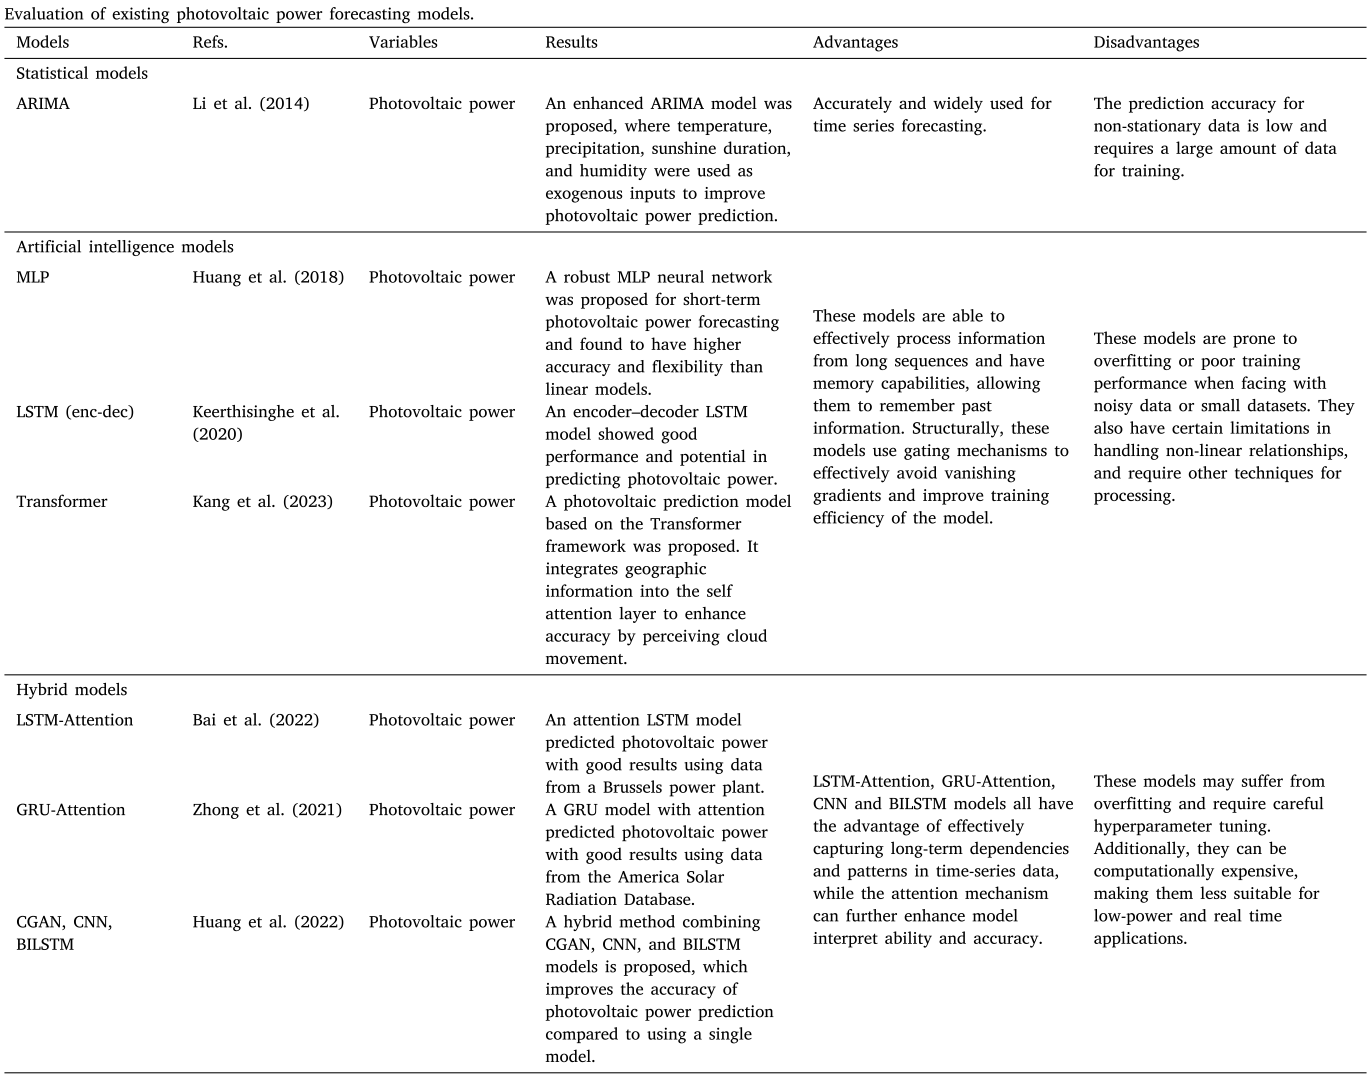 Evaluation of existing photovoltaic power forecasting models.
Models Refs. Variables Results Advantages Disadvantages
Statistical models
ARIMA Li et al. (2014) Photovoltaic power An enhanced ARIMA model was
proposed, where temperature,
precipitation, sunshine duration,
and humidity were used as
exogenous inputs to improve
photovoltaic power prediction.
Accurately and widely used for
time series forecasting.
The prediction accuracy for
non-stationary data is low and
requires a large amount of data
for training.
Artificial intelligence models
MLP Huang et al. (2018) Photovoltaic power A robust MLP neural network
was proposed for short-term
photovoltaic power forecasting
and found to have higher
accuracy and flexibility than
linear models.
LSTM (enc-dec) Keerthisinghe et al.
(2020)
Photovoltaic power An encoder–decoder LSTM
model showed good
performance and potential in
predicting photovoltaic power.
Transformer Kang et al. (2023) Photovoltaic power A photovoltaic prediction model
based on the Transformer
framework was proposed. It
integrates geographic
information into the self
attention layer to enhance
accuracy by perceiving cloud
movement.
These models are able to
effectively process information
from long sequences and have
memory capabilities, allowing
them to remember past
information. Structurally, these
models use gating mechanisms to
effectively avoid vanishing
gradients and improve training
efficiency of the model.
These models are prone to
overfitting or poor training
performance when facing with
noisy data or small datasets. They
also have certain limitations in
handling non-linear relationships,
and require other techniques for
processing.
Hybrid models
LSTM-Attention Bai et al. (2022) Photovoltaic power An attention LSTM model
predicted photovoltaic power
with good results using data
from a Brussels power plant.
GRU-Attention Zhong et al. (2021) Photovoltaic power A GRU model with attention
predicted photovoltaic power
with good results using data
from the America Solar
Radiation Database.
CGAN, CNN,
BILSTM
Huang et al. (2022) Photovoltaic power A hybrid method combining
CGAN, CNN, and BILSTM
models is proposed, which
improves the accuracy of
photovoltaic power prediction
compared to using a single
model.
LSTM-Attention, GRU-Attention,
CNN and BILSTM models all have
the advantage of effectively
capturing long-term dependencies
and patterns in time-series data,
while the attention mechanism
can further enhance model
interpret ability and accuracy.
These models may suffer from
overfitting and require careful
hyperparameter tuning.
Additionally, they can be
computationally expensive,
making them less suitable for
low-power and real time
applications.